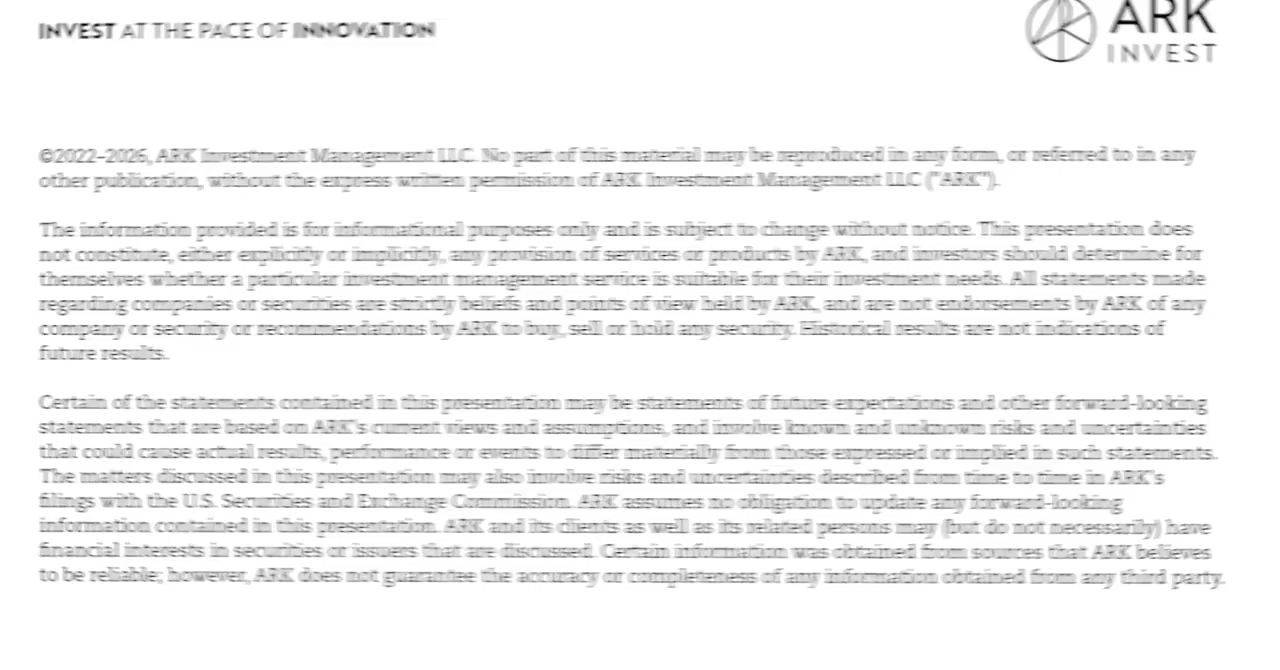 INVEST AT THE PACE OF INNOVATION
ARK
INVEST
©2022–2026, ARK Investment Management LLC. No part of this material may be reproduced in any form, or referred to in any
other publication, without the express written permission of ARK Investment Management LLC ("ARK").
The information provided is for informational purposes only and is subject to change without notice. This presentation does
not constitute, either explicitly or implicitly, any provision of services or products by ARK, and investors should determine for
themselves whether a particular investment management service is suitable for their investment needs. All statements made
regarding companies or securities are strictly beliefs and points of view held by ARK, and are not endorsements by ARK of any
company or security or recommendations by ARK to buy, sell or hold any security. Historical results are not indications of
future results.
Certain of the statements contained in this presentation may be statements of future expectations and other forward-looking
statements that are based on ARK's current views and assumptions, and involve known and unknown risks and uncertainties
that could cause actual results, performance or events to differ materially from those expressed or implied in such statements.
The matters discussed in this presentation may also involve risks and uncertainties described from time to time in ARK's
filings with the U.S. Securities and Exchange Commission. ARK assumes no obligation to update any forward-looking
information contained in this presentation. ARK and its clients as well as its related persons may (but do not necessarily) have
financial interests in securities or issuers that are discussed. Certain information was obtained from sources that ARK believes
to be reliable; however, ARK does not guarantee the accuracy or completeness of any information obtained from any third party.